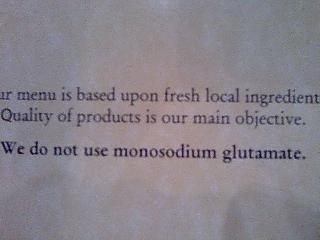 ur menu is based upon fresh local ingredient
Quality of products is our main objective.
We do not use monosodium glutamate.